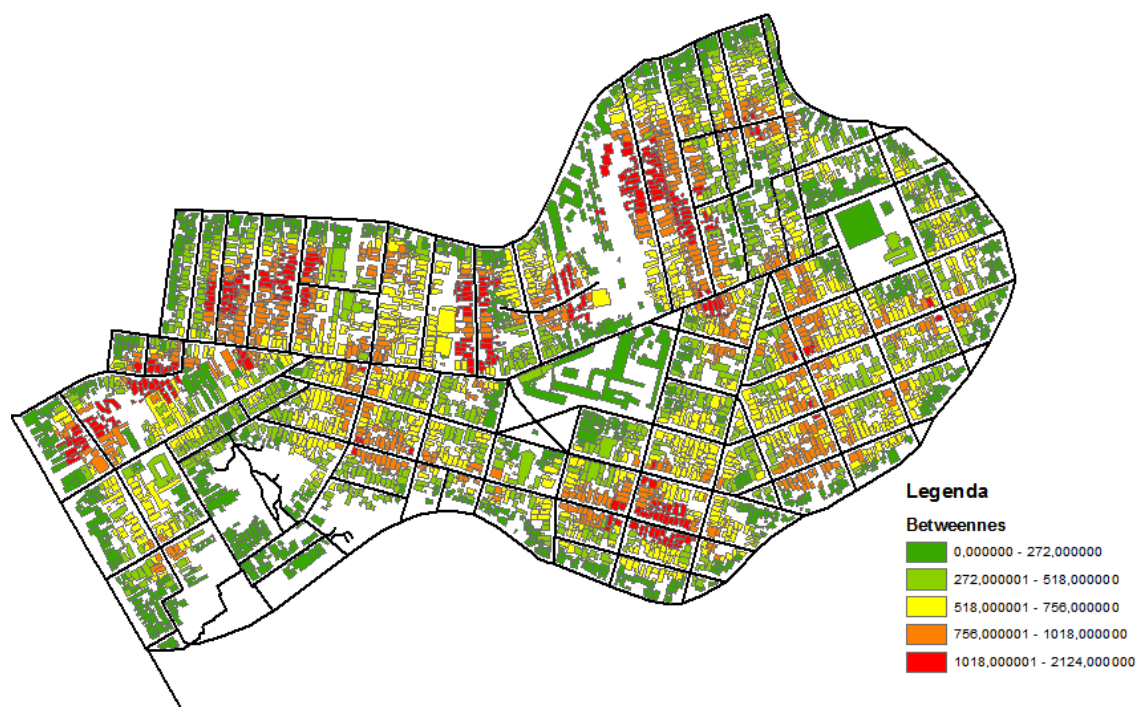 Legenda
Betweennes
0,000000 - 272,000000
272,000001 - 518,000000
518,000001 - 756,000000
756,000001 - 1018,000000
1018,000001 - 2124,000000